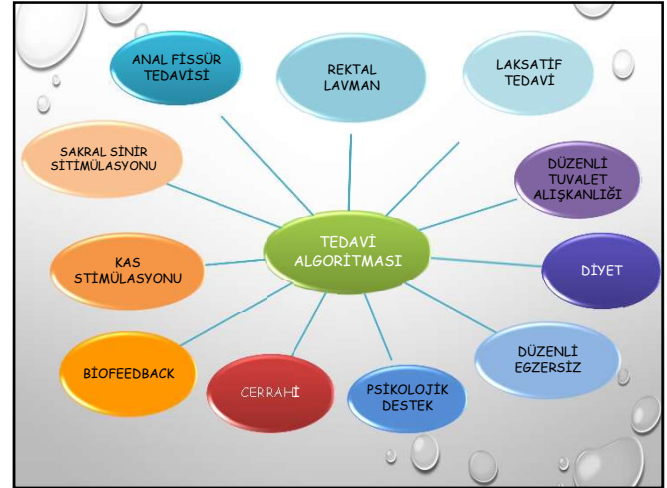 ANAL FİSSÜR
TEDAVİSİ
REKTAL
LAVMAN
LAKSATİF
TEDAVİ
SAKRAL SİNİR
SİTİMÜLASYONU
DÜZENLİ
TUVALET
ALIŞKANLIĞI
TEDAVİ
ALGORİTMASI
KAS
STİMÜLASYONU
DİYET
BİOFEEDBACK
CERRAHİ
PSİKOLOJİK
DESTEK
DÜZENLİ
EGZERSİZ